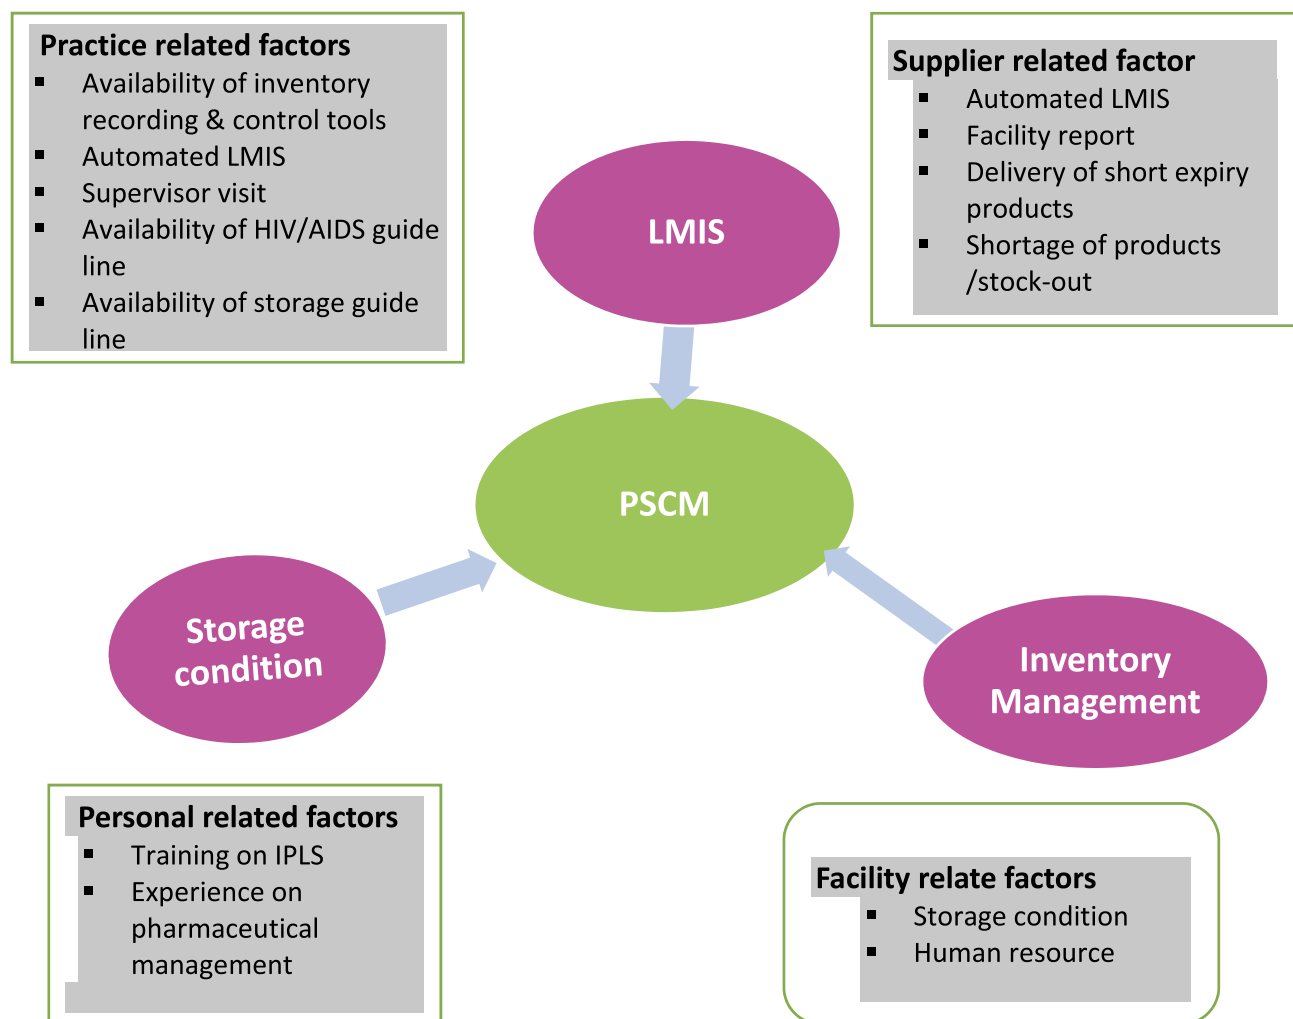 Practice related factors
▪ Availability of inventory
recording & control tools
▪ Automated LMIS
▪ Supervisor visit
▪ Availability of HIV/AIDS guide
line
▪ Availability of storage guide
line
Supplier related factor
▪ Automated LMIS
▪ Facility report
▪ Delivery of short expiry
products
▪ Shortage of products
/stock-out
LMIS
PSCM
Storage
condition
Inventory
Management
Personal related factors
▪ Training on IPLS
▪ Experience on
pharmaceutical
management
Facility relate factors
▪ Storage condition
▪ Human resource